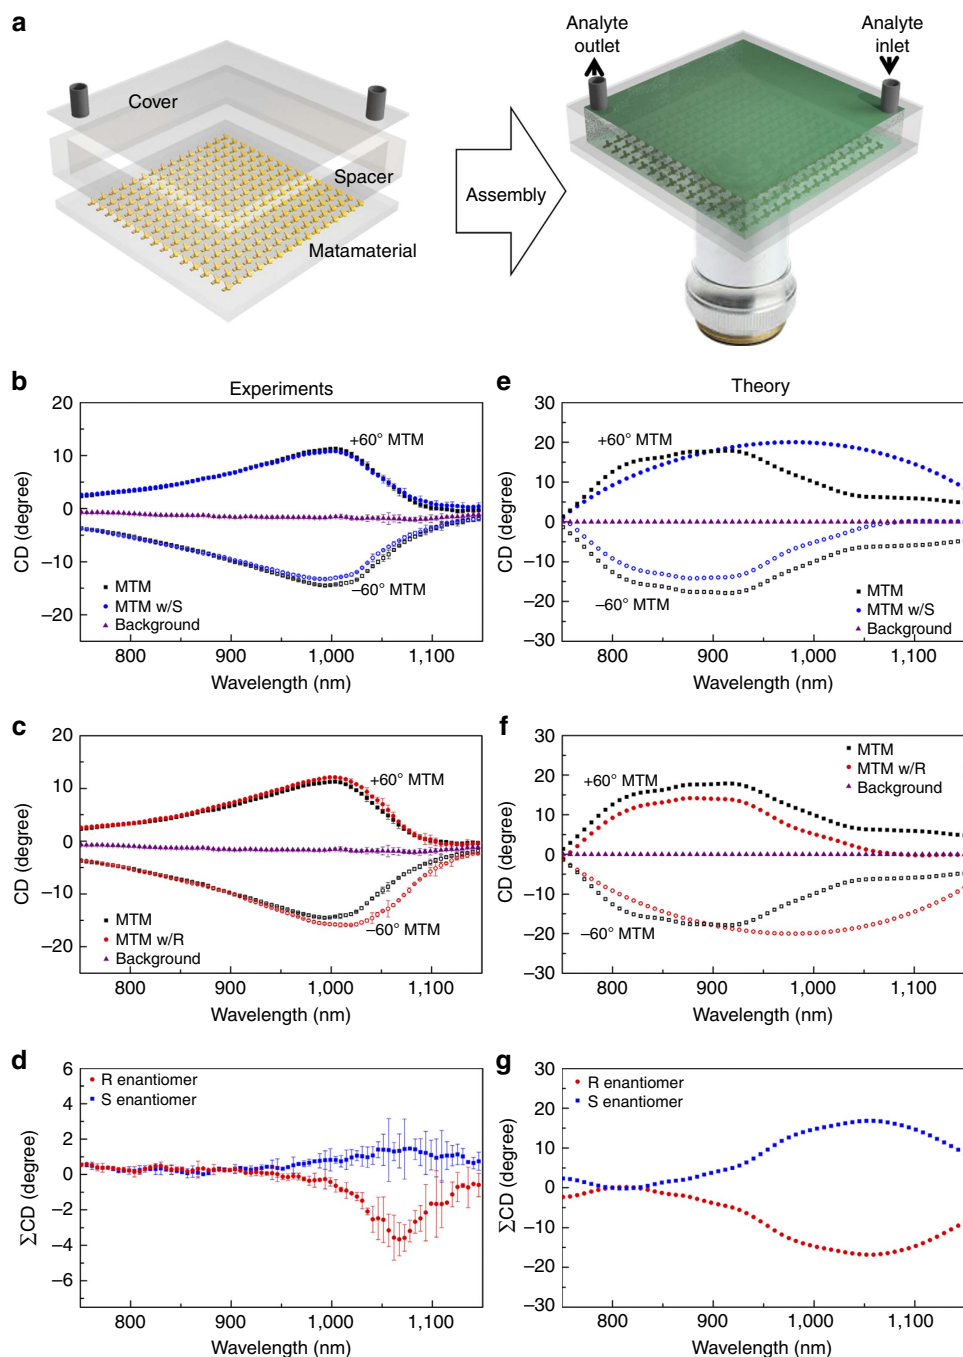 a
Cover
Spacer
Matamaterial
Assembly
Analyte
outlet
Analyte
inlet
b
Experiments
20
10
0
−10
−20
CD (degree)
+60° MTM
−60° MTM
MTM
MTM w/S
Background
800
900
1,000
1,100
Wavelength (nm)
e
Theory
30
20
10
0
−10
−20
−30
CD (degree)
+60° MTM
−60° MTM
MTM
MTM w/S
Background
800
900
1,000
1,100
Wavelength (nm)
c
20
10
0
−10
−20
CD (degree)
+60° MTM
−60° MTM
MTM
MTM w/R
Background
800
900
1,000
1,100
Wavelength (nm)
f
30
20
10
0
−10
−20
−30
CD (degree)
+60° MTM
−60° MTM
MTM
MTM w/R
Background
800
900
1,000
1,100
Wavelength (nm)
d
6
4
2
0
−2
−4
−6
ΣCD (degree)
R enantiomer
S enantiomer
800
900
1,000
1,100
Wavelength (nm)
g
30
20
10
0
−10
−20
−30
ΣCD (degree)
R enantiomer
S enantiomer
800
900
1,000
1,100
Wavelength (nm)